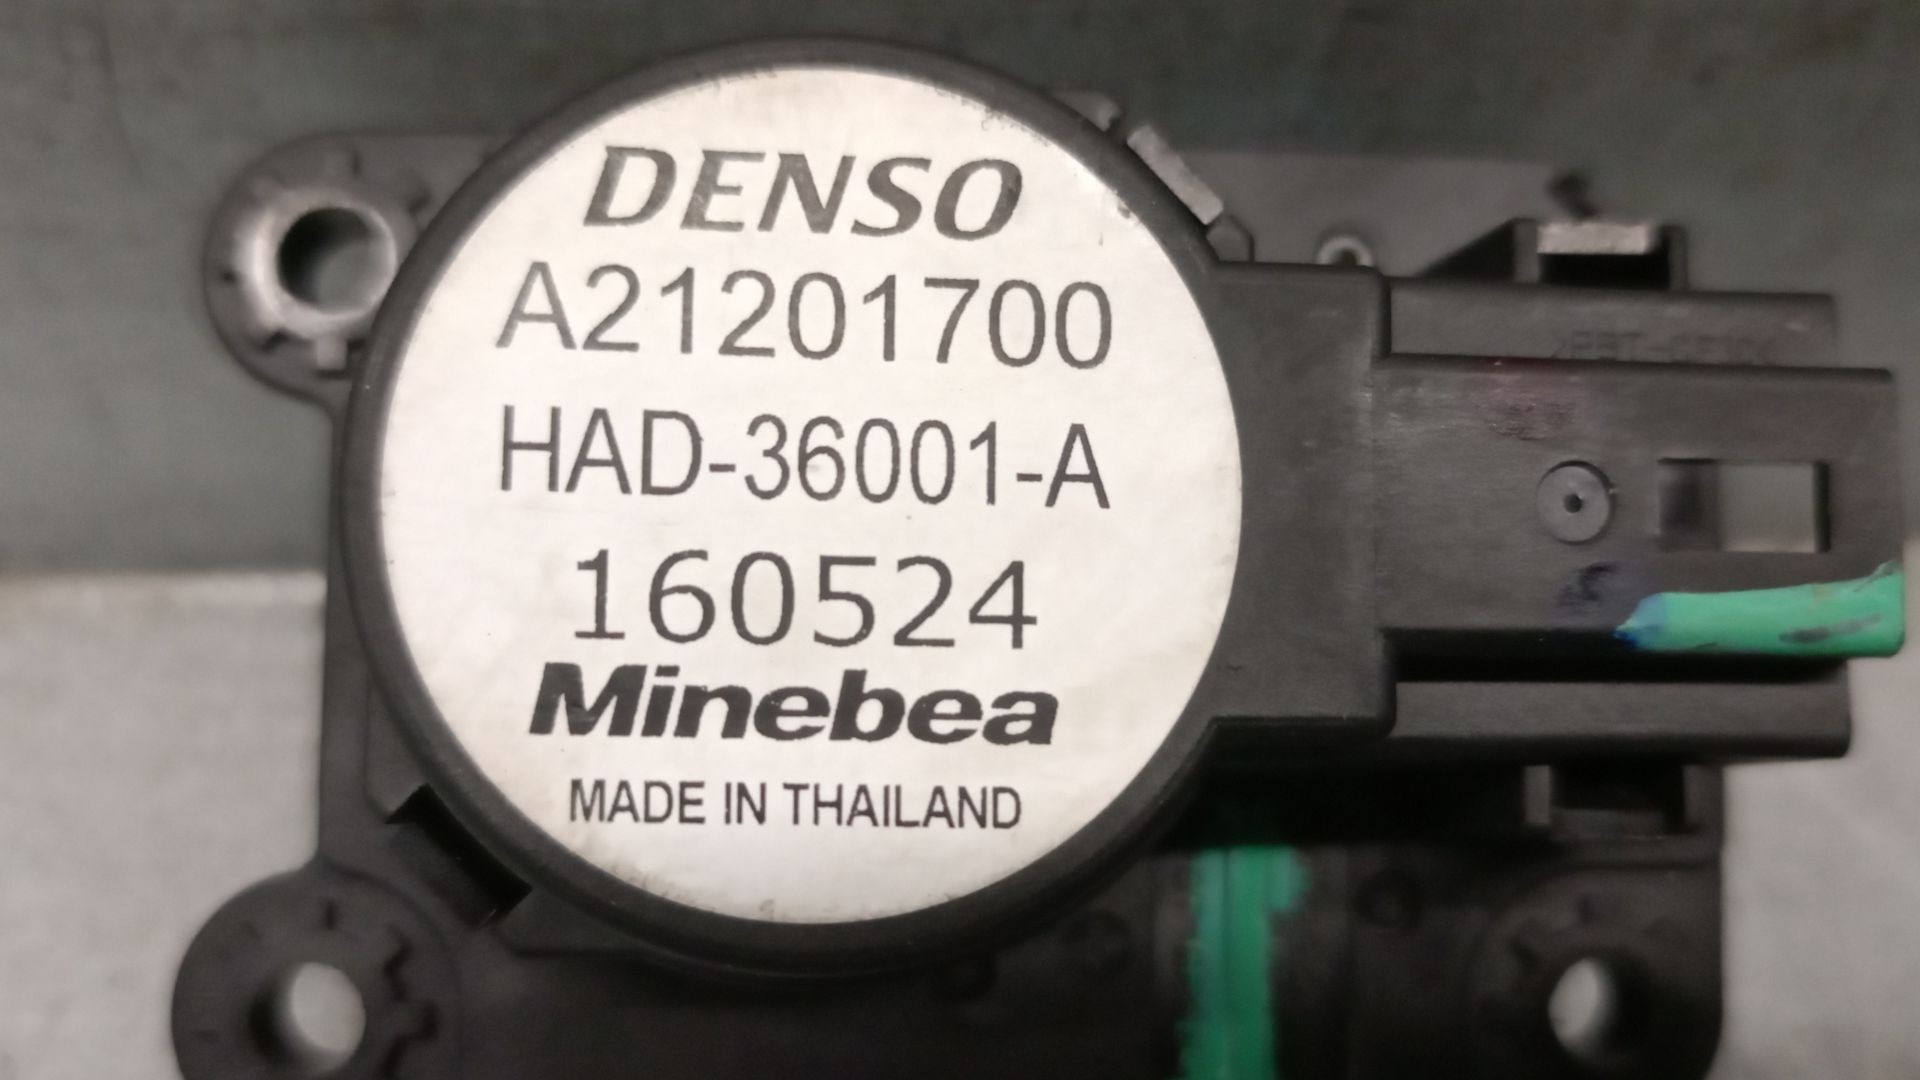 DENSO
A21201700
HAD-36001-A
160524
Minebea
MADE IN THAILAND